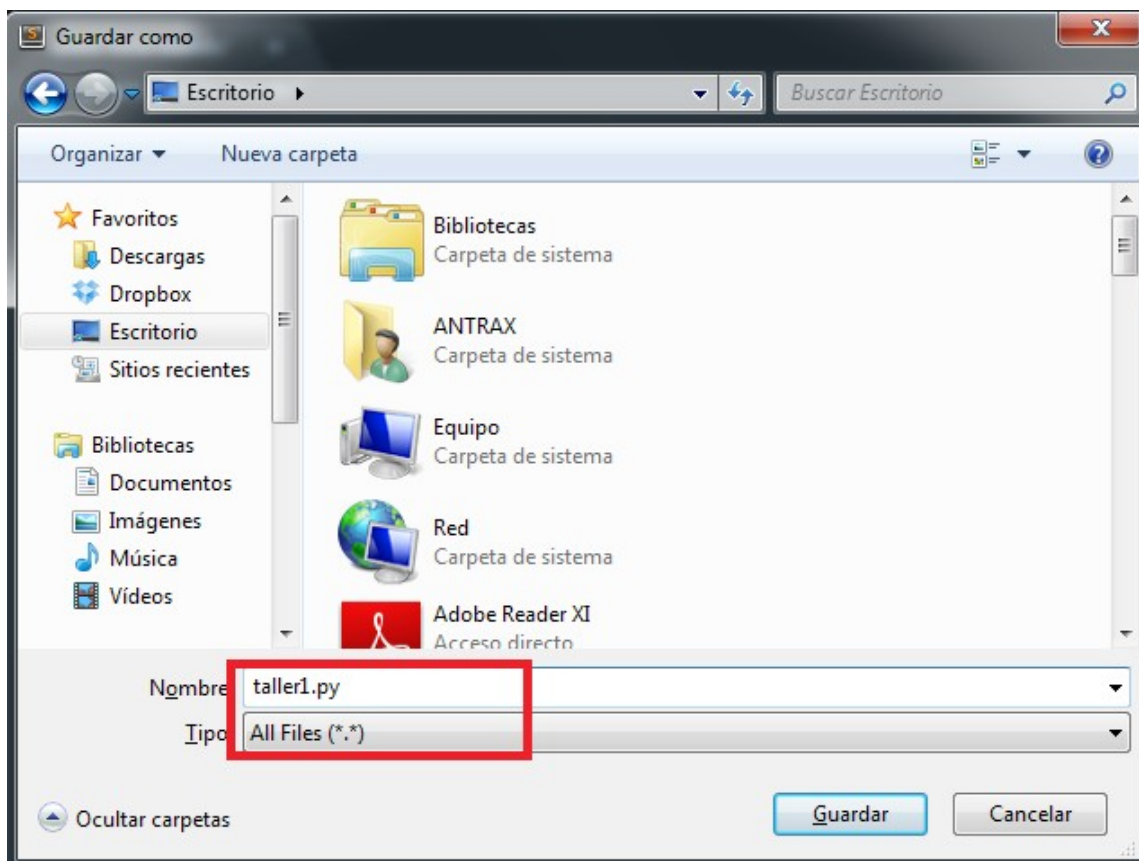 Guardar como
Escritorio
Buscar Escritorio
Organizar
Nueva carpeta
Favoritos
Descargas
Dropbox
Escritorio
Sitios recientes
Bibliotecas
Documentos
Imágenes
Música
Vídeos
Bibliotecas
Carpeta de sistema
ANTRAX
Carpeta de sistema
Equipo
Carpeta de sistema
Red
Carpeta de sistema
Adobe Reader XI
Acceso directo
Nombre taller1.py
Tipo All Files (*.*)
Ocultar carpetas
Guardar
Cancelar